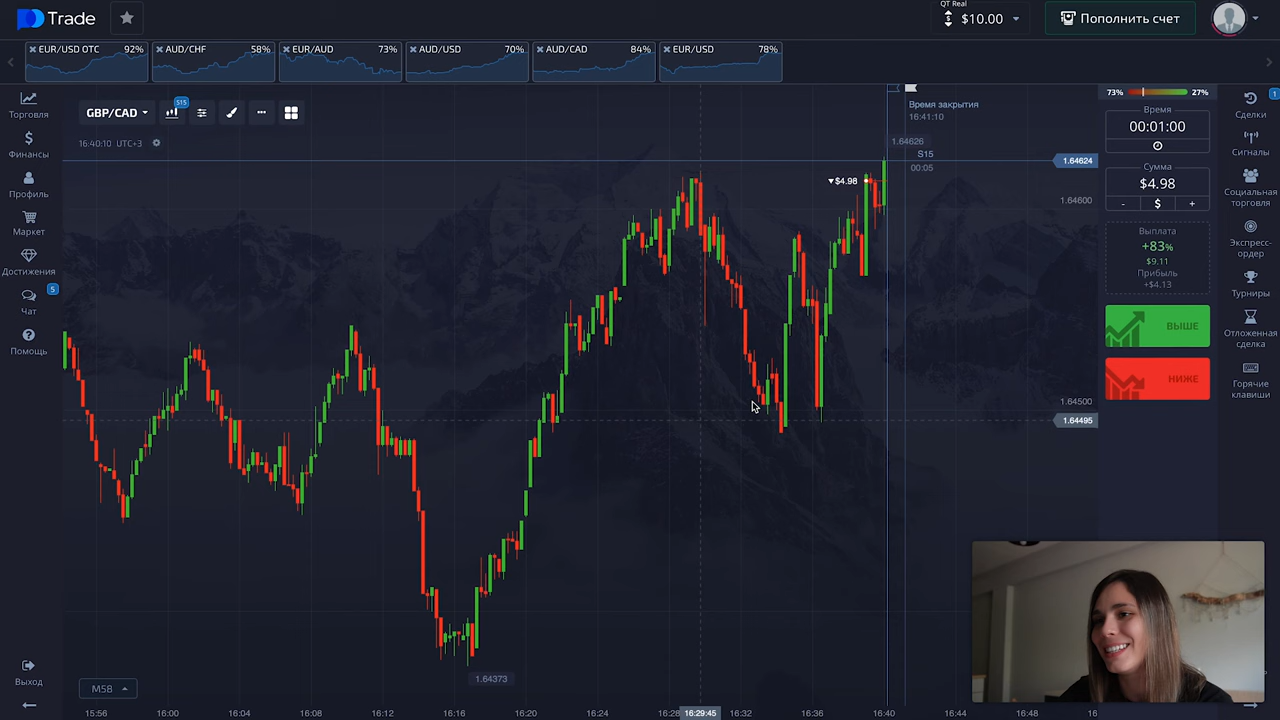 Trade
QT Real
$10.00
Пополнить счет
EUR/USD OTC 92%
AUD/CHF 58%
EUR/AUD 73%
AUD/USD 70%
AUD/CAD 84%
EUR/USD 78%
Торговля
Финансы
Профиль
Маркет
Достижения
5
Чат
Помощь
Выход
GBP/CAD
S15
16:40:10 UTC+3
Время закрытия
16:41:10
1.64626
S15
00:05
$4.98
1.64624
1.64600
1.64500
1.64495
1.64373
M5B
15:56
16:00
16:04
16:08
16:12
16:16
16:20
16:24
16:28
16:29:45
16:32
16:36
16:40
16:44
16:48
16
73%
27%
Время
00:01:00
Сумма
$4.98
-
$
+
Выплата
+83%
$9.11
Прибыль
+$4.13
ВЫШЕ
НИЖЕ
1
Сделки
Сигналы
Социальная
торговля
Экспресс-
ордер
Турниры
Отложенная
сделка
Горячие
клавиши